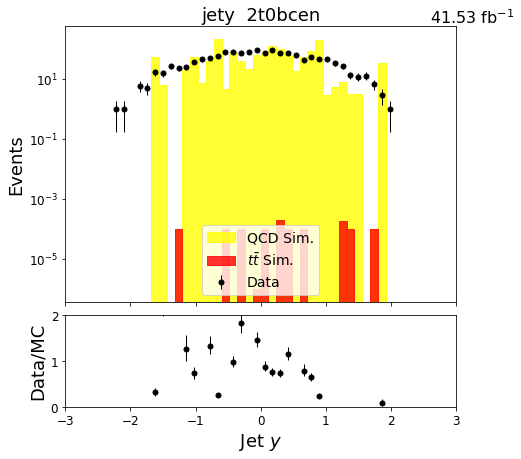 jety 2t0bcen
41.53 fb⁻¹
Events
10¹
10⁻¹
10⁻³
10⁻⁵
QCD Sim.
tt̄ Sim.
Data
Data/MC
2
1
0
−3 −2 −1 0 1 2 3
Jet y